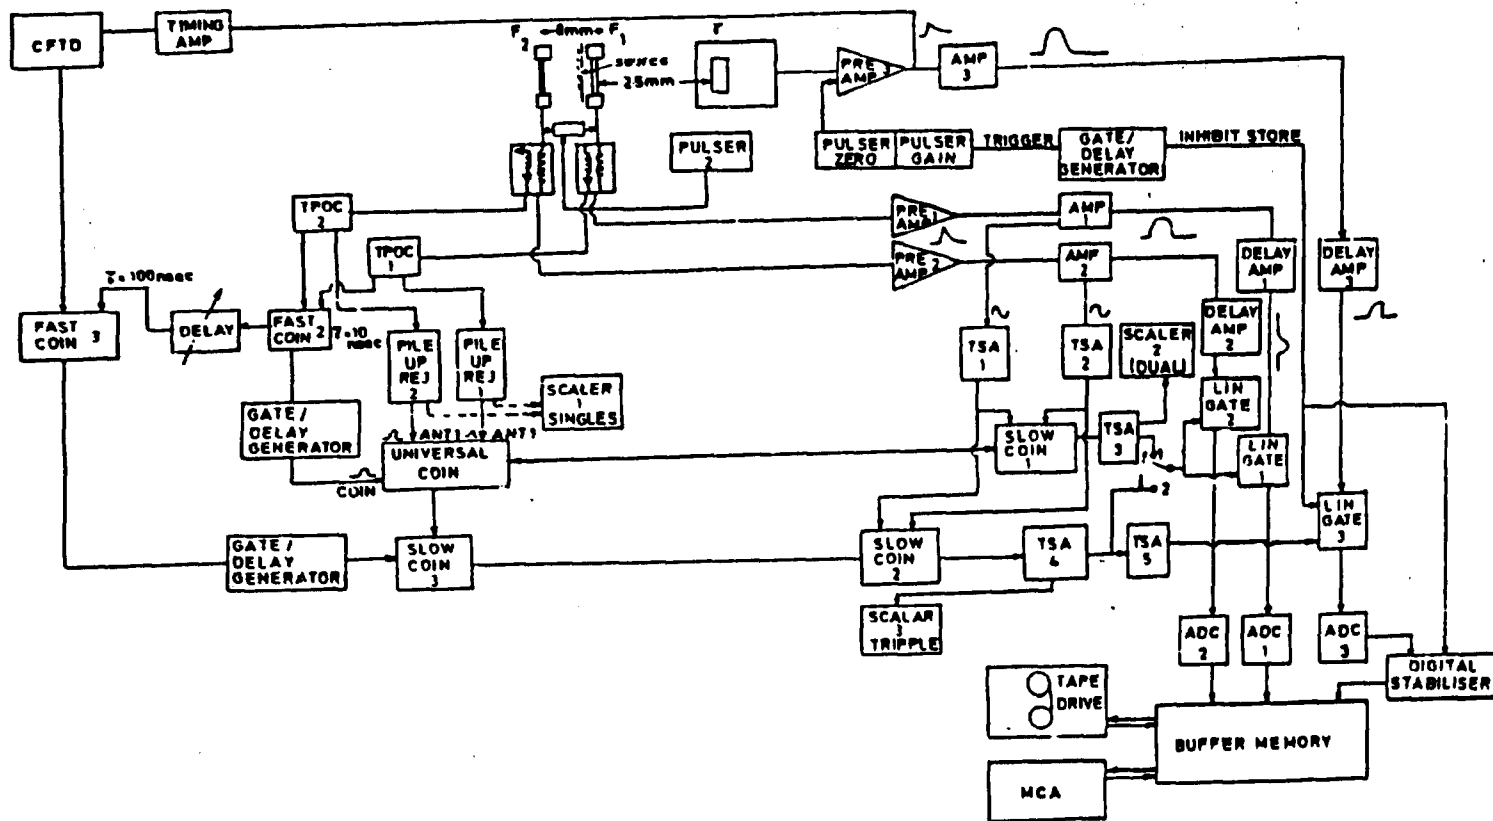 CFTD
TIMING
AMP
F2
8mm
F1
source
2.5mm
γ
PRE
AMP 3
AMP
3
PULSER
2
PULSER
ZERO
PULSER
GAIN
TRIGGER
GATE/
DELAY
GENERATOR
INHIBIT STORE
TPOC
2
TPOC
1
PRE
AMP 1
AMP
1
PRE
AMP 2
AMP
2
DELAY
AMP
1
DELAY
AMP
3
τ=100nsec
FAST
COIN 3
DELAY
FAST
COIN 2
τ=10
nsec
PILE
UP
REJ
2
PILE
UP
REJ
1
SCALER
1
SINGLES
TSA
1
TSA
2
SCALER
2
(DUAL)
DELAY
AMP
2
LIN
GATE
2
GATE/
DELAY
GENERATOR
ANTI
ANTI
UNIVERSAL
COIN
COIN
SLOW
COIN
1
TSA
3
1
2
LIN
GATE
1
LIN
GATE
3
GATE/
DELAY
GENERATOR
SLOW
COIN
3
SLOW
COIN
2
TSA
4
TSA
5
SCALAR
3
TRIPPLE
ADC
2
ADC
1
ADC
3
DIGITAL
STABILISER
TAPE
DRIVE
BUFFER MEMORY
MCA